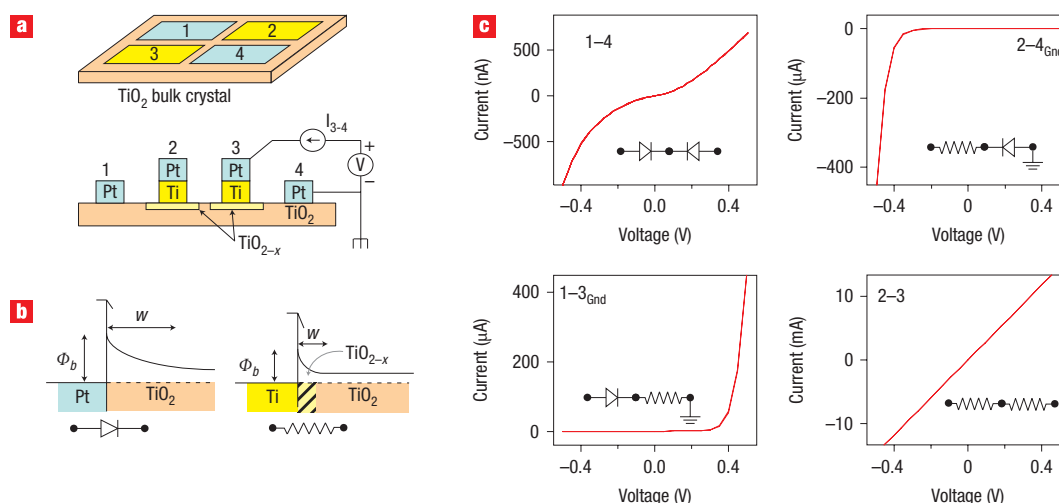 a
1
2
3
4
TiO2 bulk crystal
I3-4
1
2
3
4
Pt
Pt
Pt
Pt
Ti
Ti
TiO2
TiO2–x
V
+
–
b
w
Φb
Pt
TiO2
w
Φb
TiO2–x
Ti
TiO2
c
1–4
Current (nA)
500
0
–500
–0.4
0.0
0.4
Voltage (V)
2–4Gnd
Current (µA)
0
–200
–400
–0.4
0.0
0.4
Voltage (V)
1–3Gnd
Current (µA)
400
200
0
–0.4
0.0
0.4
Voltage (V)
2–3
Current (mA)
10
0
–10
–0.4
0.0
0.4
Voltage (V)